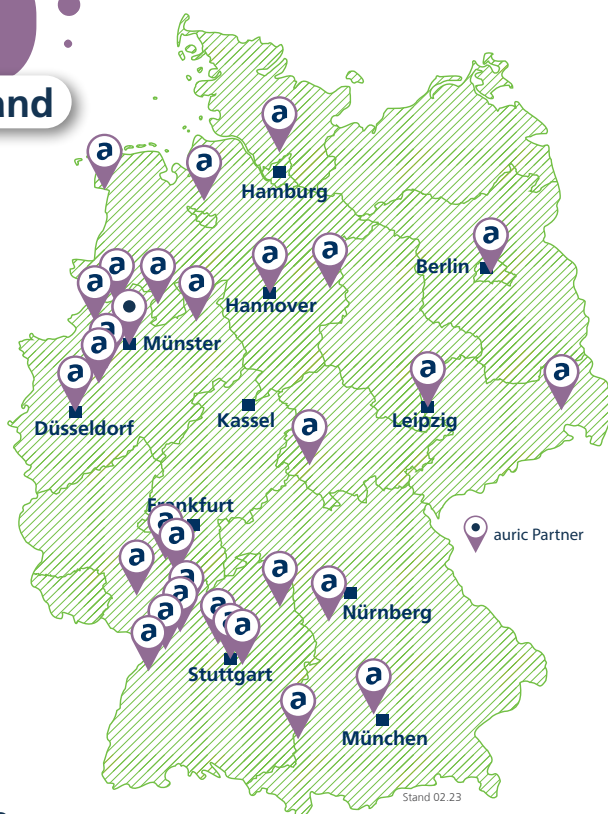 and
a
Hamburg
a
a
a
Berlin
a
a
a
a
a
a
a
Hannover
a
a
Münster
a
a
a
Düsseldorf
Kassel
a
Leipzig
Frankfurt
a
a
auric Partner
a
a
a
a
a
Nürnberg
a
a
a
a
a
Stuttgart
a
a
München
Stand 02.23